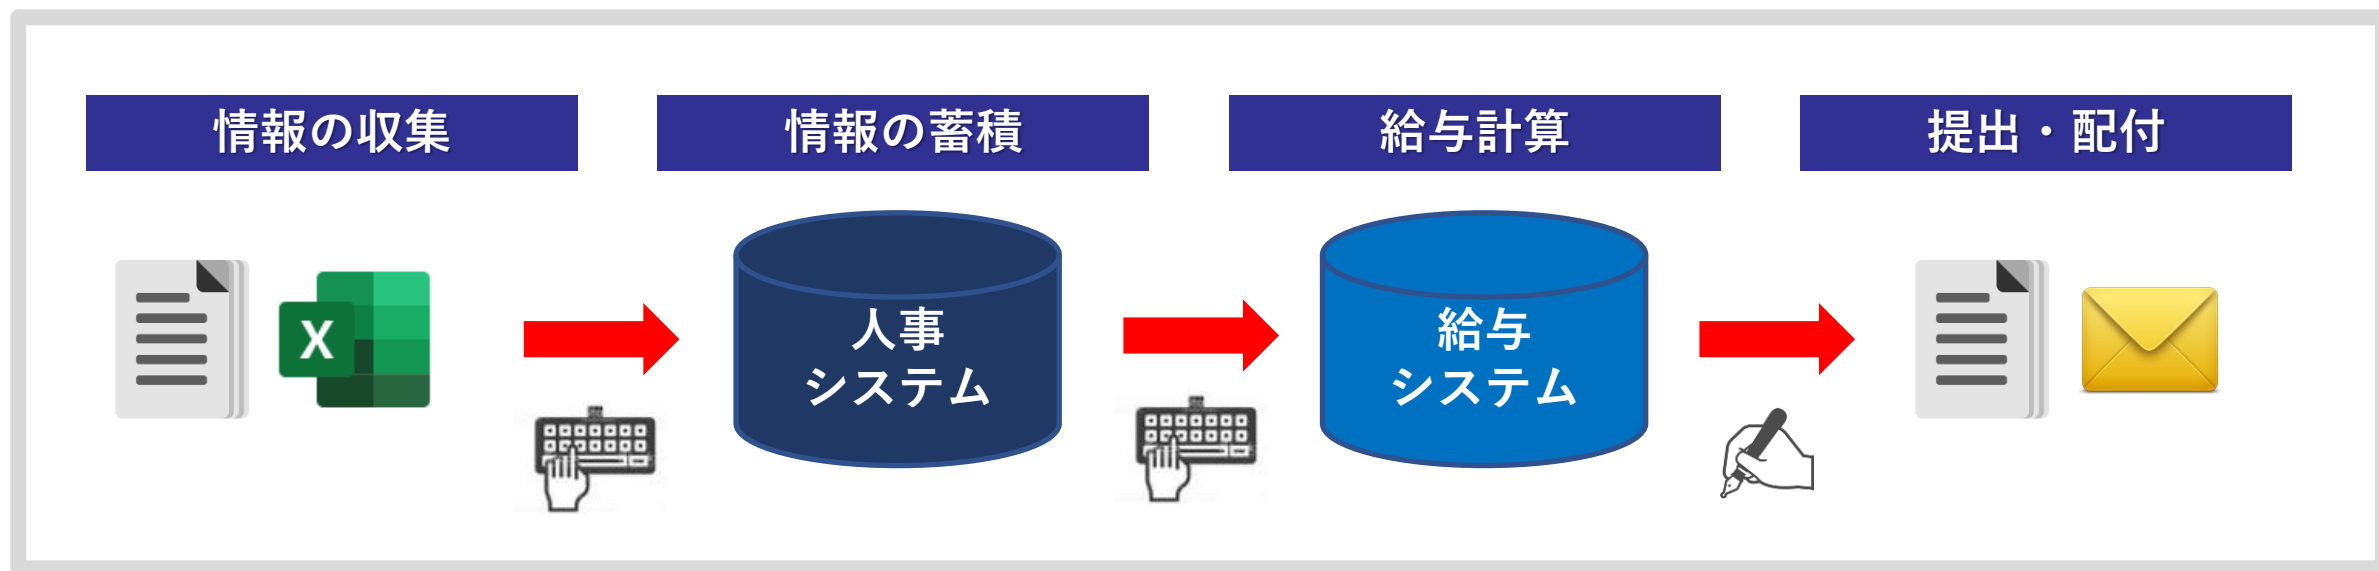 情報の収集
情報の蓄積
給与計算
提出・配付
X
人事
システム
給与
システム